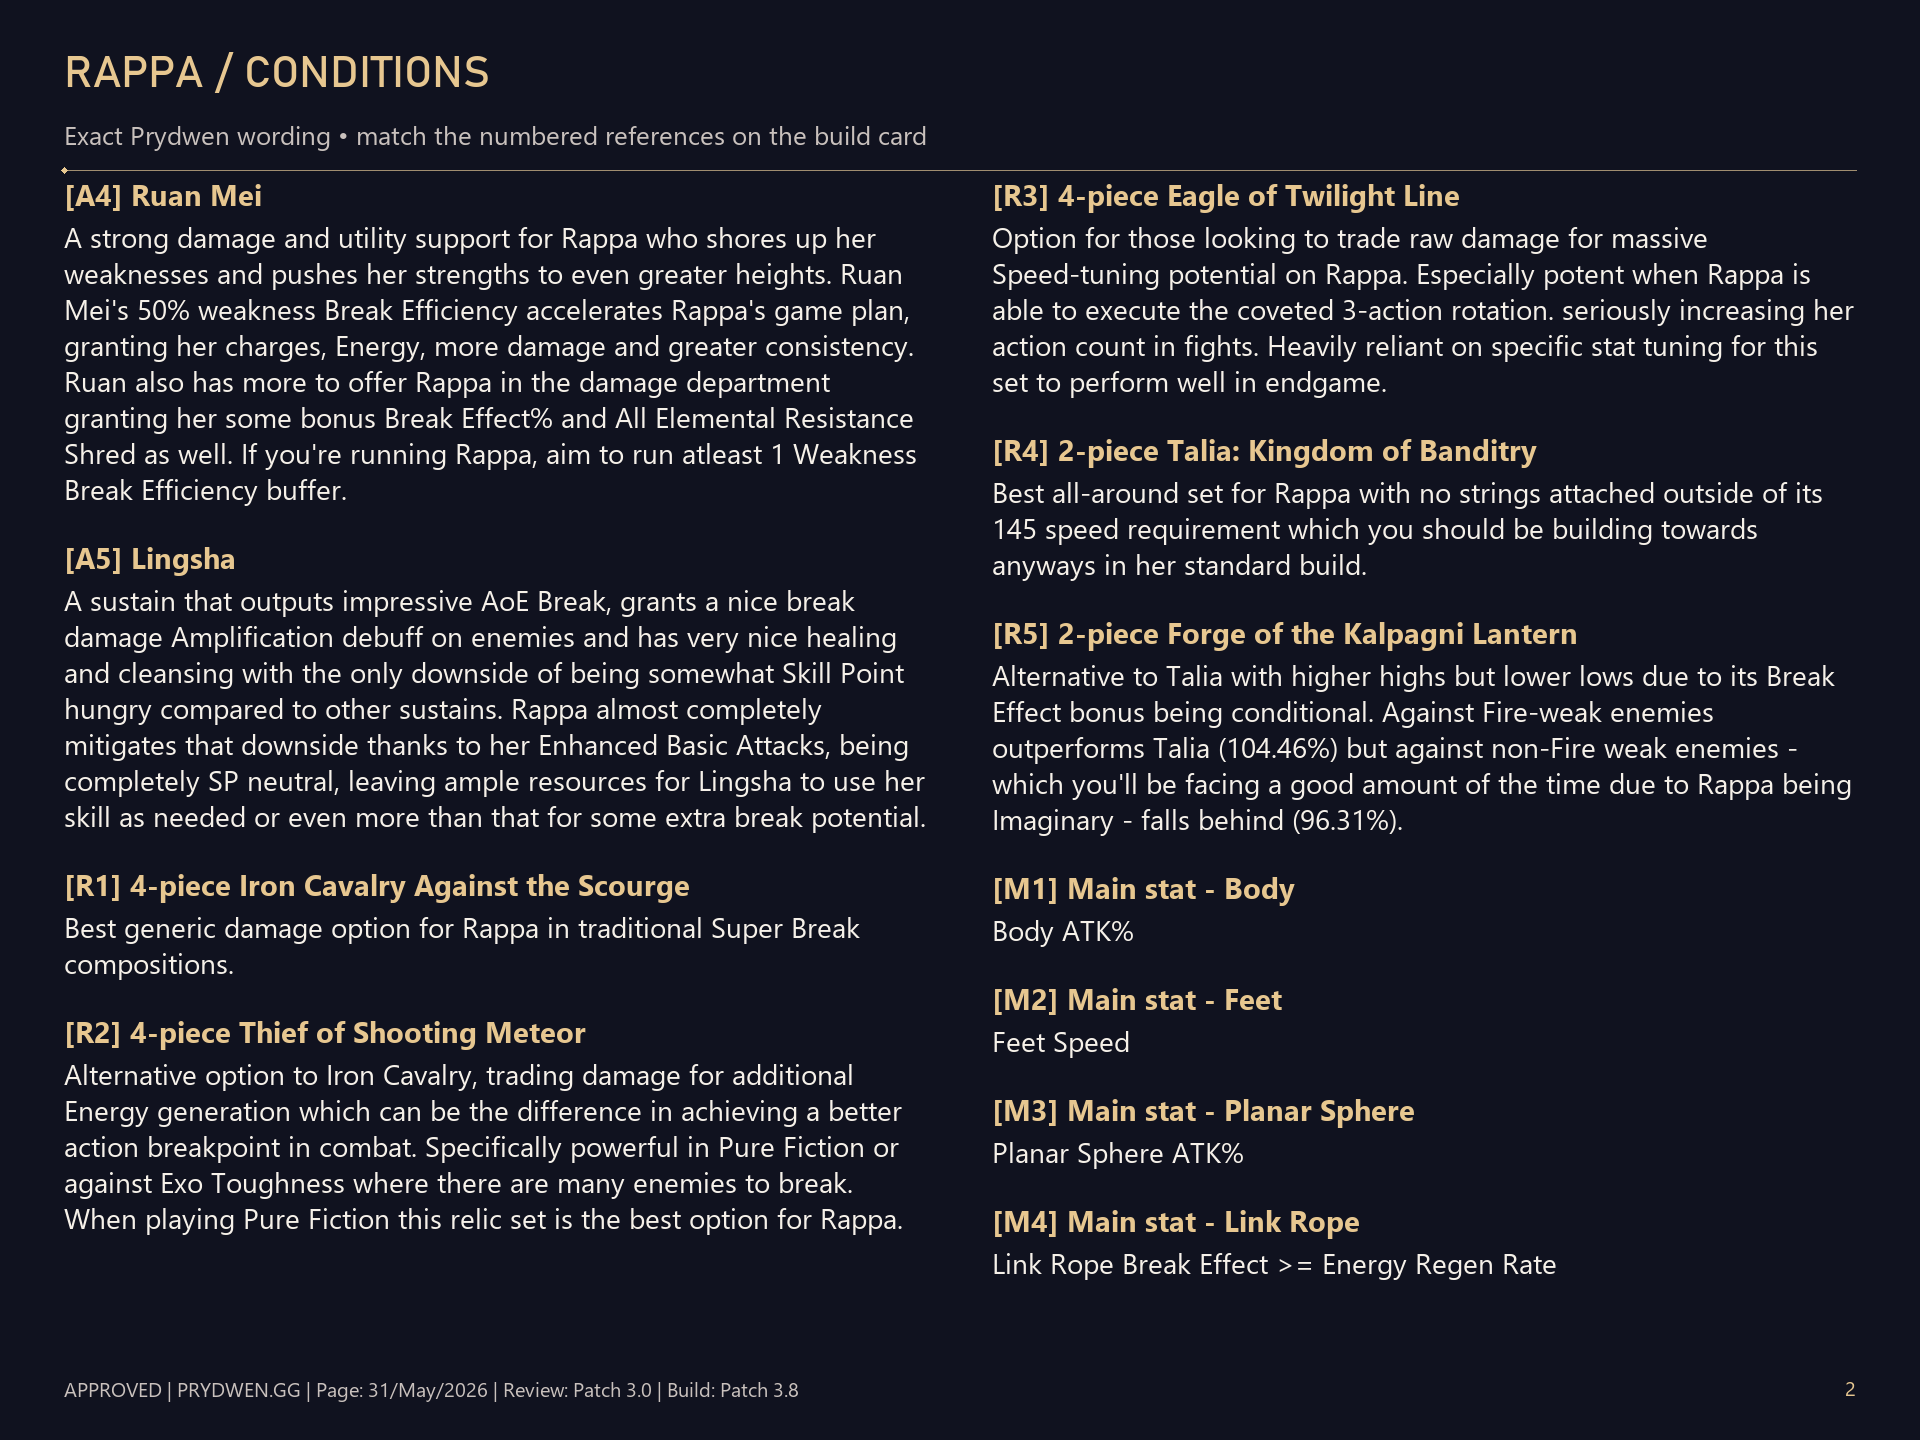 RAPPA / CONDITIONS
Exact Prydwen wording • match the numbered references on the build card
[A4] Ruan Mei
A strong damage and utility support for Rappa who shores up her
weaknesses and pushes her strengths to even greater heights. Ruan
Mei's 50% weakness Break Efficiency accelerates Rappa's game plan,
granting her charges, Energy, more damage and greater consistency.
Ruan also has more to offer Rappa in the damage department
granting her some bonus Break Effect% and All Elemental Resistance
Shred as well. If you're running Rappa, aim to run atleast 1 Weakness
Break Efficiency buffer.
[A5] Lingsha
A sustain that outputs impressive AoE Break, grants a nice break
damage Amplification debuff on enemies and has very nice healing
and cleansing with the only downside of being somewhat Skill Point
hungry compared to other sustains. Rappa almost completely
mitigates that downside thanks to her Enhanced Basic Attacks, being
completely SP neutral, leaving ample resources for Lingsha to use her
skill as needed or even more than that for some extra break potential.
[R1] 4-piece Iron Cavalry Against the Scourge
Best generic damage option for Rappa in traditional Super Break
compositions.
[R2] 4-piece Thief of Shooting Meteor
Alternative option to Iron Cavalry, trading damage for additional
Energy generation which can be the difference in achieving a better
action breakpoint in combat. Specifically powerful in Pure Fiction or
against Exo Toughness where there are many enemies to break.
When playing Pure Fiction this relic set is the best option for Rappa.
[R3] 4-piece Eagle of Twilight Line
Option for those looking to trade raw damage for massive
Speed-tuning potential on Rappa. Especially potent when Rappa is
able to execute the coveted 3-action rotation. seriously increasing her
action count in fights. Heavily reliant on specific stat tuning for this
set to perform well in endgame.
[R4] 2-piece Talia: Kingdom of Banditry
Best all-around set for Rappa with no strings attached outside of its
145 speed requirement which you should be building towards
anyways in her standard build.
[R5] 2-piece Forge of the Kalpagni Lantern
Alternative to Talia with higher highs but lower lows due to its Break
Effect bonus being conditional. Against Fire-weak enemies
outperforms Talia (104.46%) but against non-Fire weak enemies -
which you'll be facing a good amount of the time due to Rappa being
Imaginary - falls behind (96.31%).
[M1] Main stat - Body
Body ATK%
[M2] Main stat - Feet
Feet Speed
[M3] Main stat - Planar Sphere
Planar Sphere ATK%
[M4] Main stat - Link Rope
Link Rope Break Effect >= Energy Regen Rate
APPROVED | PRYDWEN.GG | Page: 31/May/2026 | Review: Patch 3.0 | Build: Patch 3.8
2